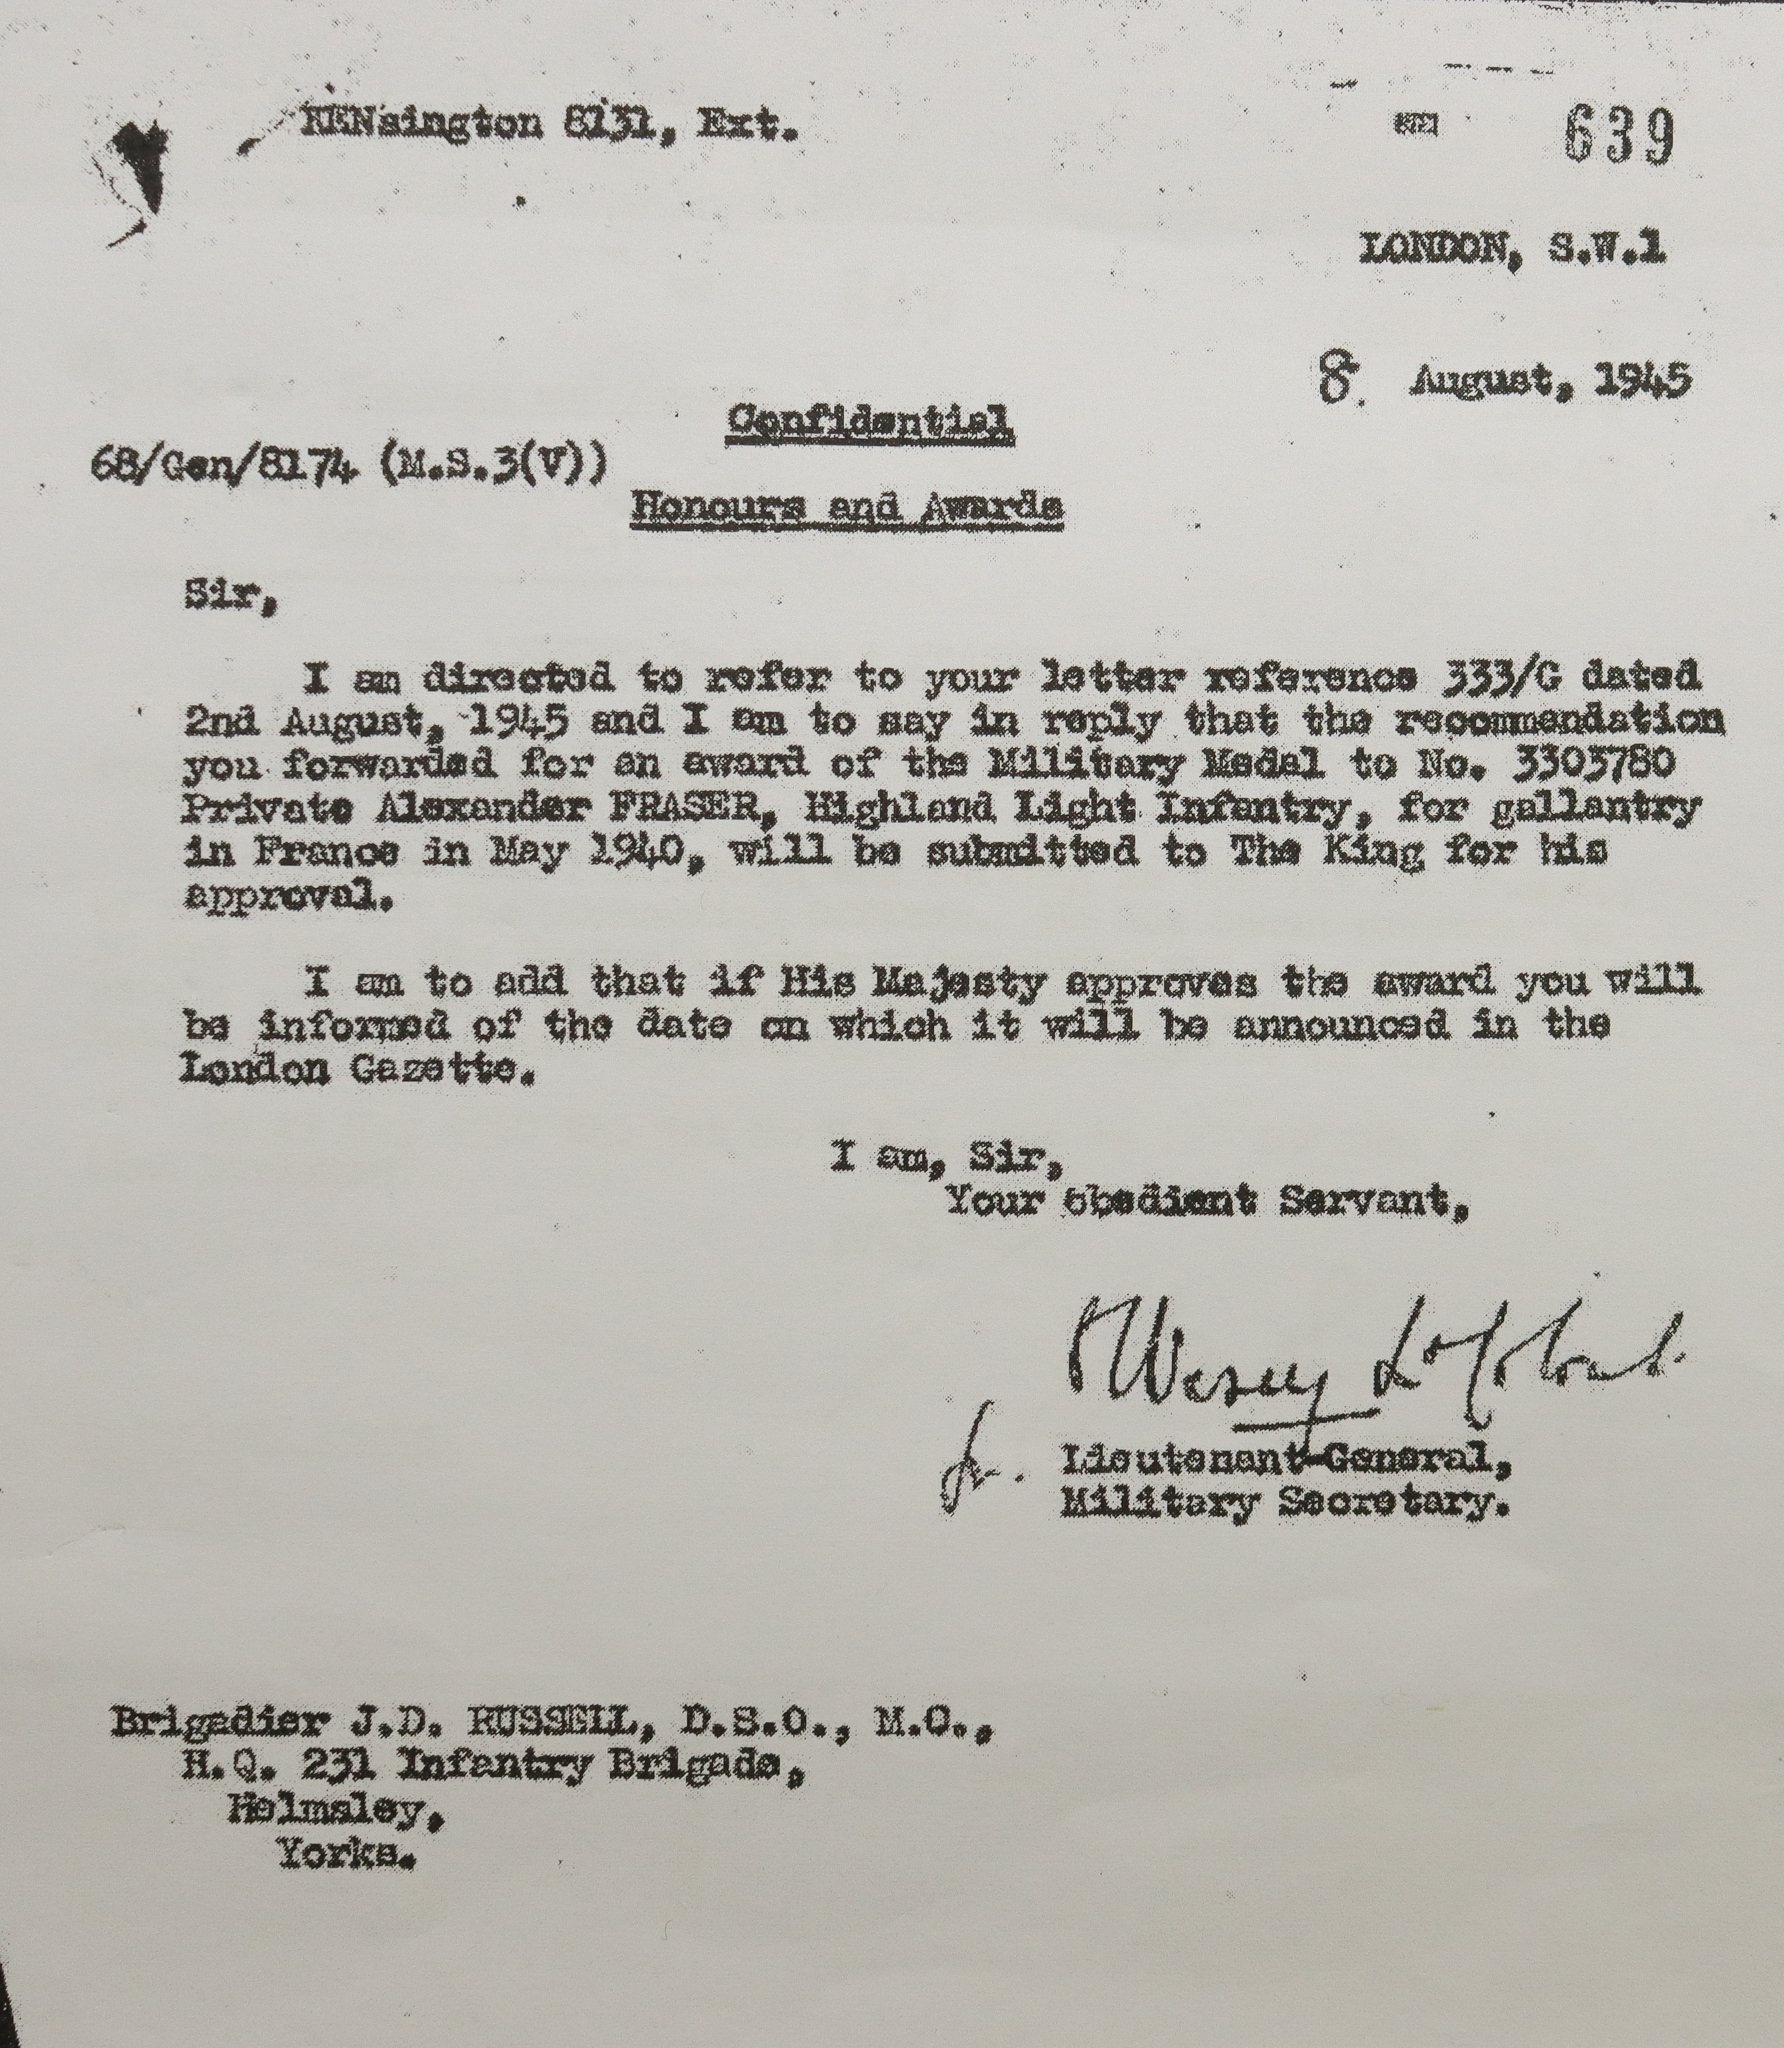 KENsington 8131, Ext.
639
LONDON, S.W.1
8. August, 1945
Confidential
68/Gen/8174 (M.S.3(V))
Honours and Awards
Sir,
I am directed to refer to your letter reference 333/G dated
2nd August, 1945 and I am to say in reply that the recommendation
you forwarded for an award of the Military Medal to No. 3303780
Private Alexander FRASER, Highland Light Infantry, for gallantry
in France in May 1940, will be submitted to The King for his
approval.
I am to add that if His Majesty approves the award you will
be informed of the date on which it will be announced in the
London Gazette.
I am, Sir,
Your obedient Servant,
for. Lieutenant-General,
Military Secretary.
Brigadier J.D. RUSSELL, D.S.O., M.C.,
H.Q. 231 Infantry Brigade,
Helmsley,
Yorks.